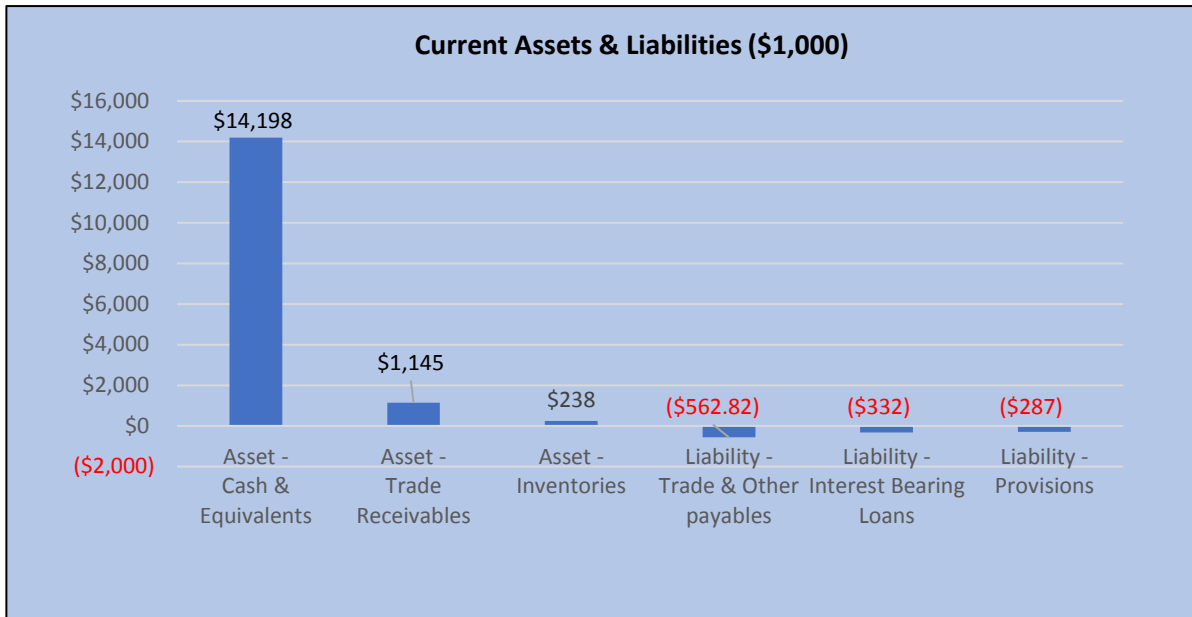 Current Assets & Liabilities ($1,000)
$16,000
$14,000
$12,000
$10,000
$8,000
$6,000
$4,000
$2,000
$0
($2,000)
$14,198
$1,145
$238
($562.82)
($332)
($287)
Asset -
Cash &
Equivalents
Asset -
Trade
Receivables
Asset -
Inventories
Liability -
Trade & Other
payables
Liability -
Interest Bearing
Loans
Liability -
Provisions